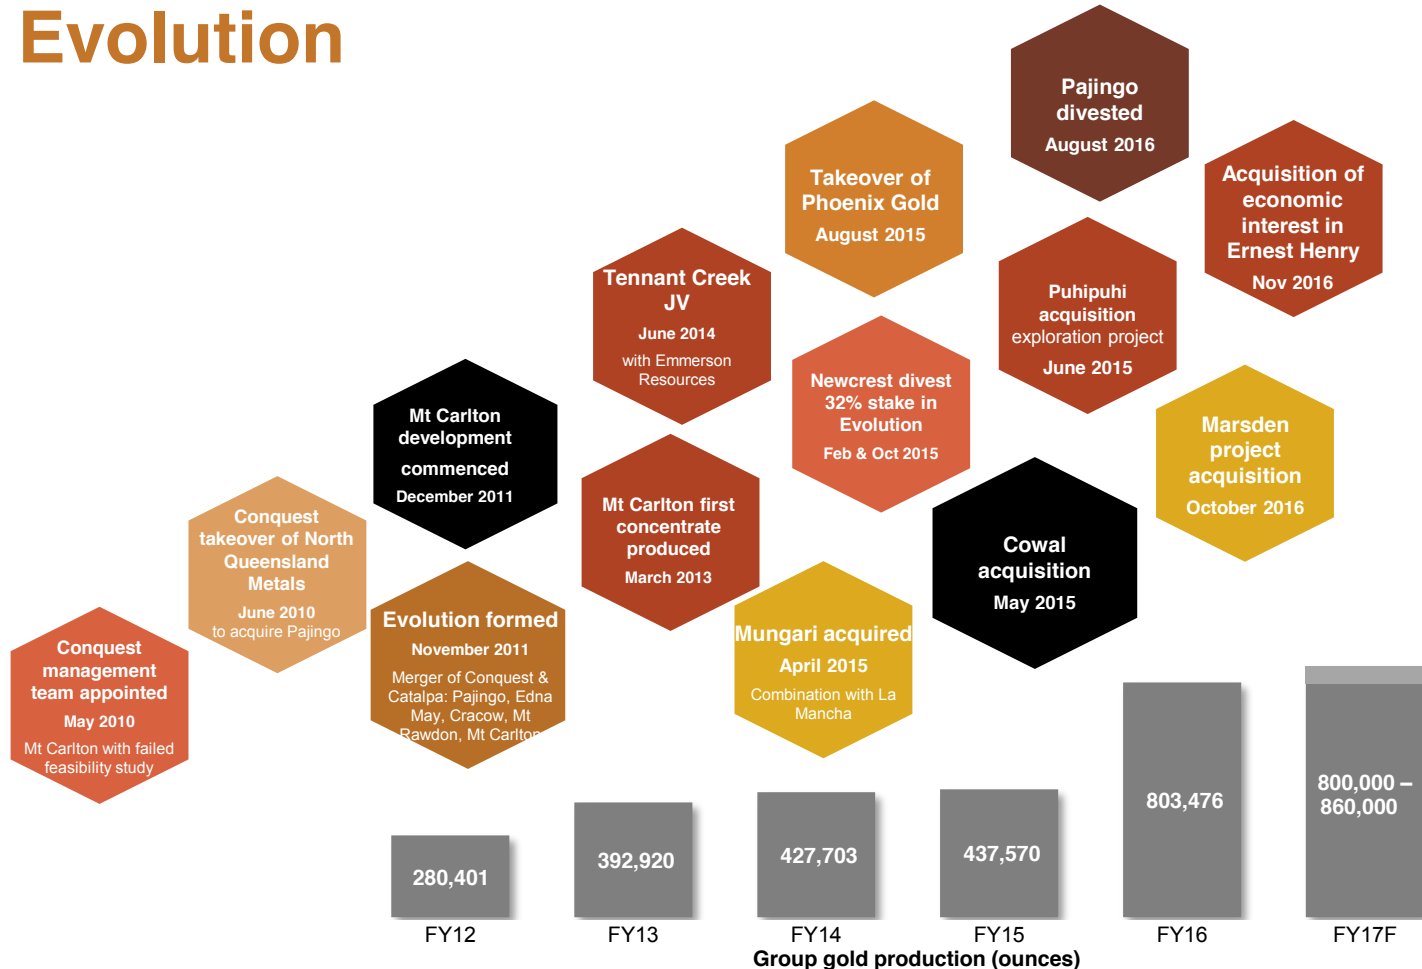 Evolution
Pajingo
divested
August 2016
Acquisition of
economic
interest in
Ernest Henry
Nov 2016
Takeover of
Phoenix Gold
August 2015
Tennant Creek
JV
June 2014
with Emmerson
Resources
Puhipuhi
acquisition
exploration project
June 2015
Newcrest divest
32% stake in
Evolution
Feb & Oct 2015
Mt Carlton
development
commenced
December 2011
Marsden
project
acquisition
October 2016
Conquest
takeover of North
Queensland
Metals
June 2010
to acquire Pajingo
Mt Carlton first
concentrate
produced
March 2013
Cowal
acquisition
May 2015
Evolution formed
November 2011
Merger of Conquest &
Catalpa: Pajingo, Edna
May, Cracow, Mt
Rawdon, Mt Carlton
Mungari acquired
April 2015
Combination with La
Mancha
Conquest
management
team appointed
May 2010
Mt Carlton with failed
feasibility study
280,401
392,920
427,703
437,570
803,476
800,000 –
860,000
FY12
FY13
FY14
FY15
FY16
FY17F
Group gold production (ounces)